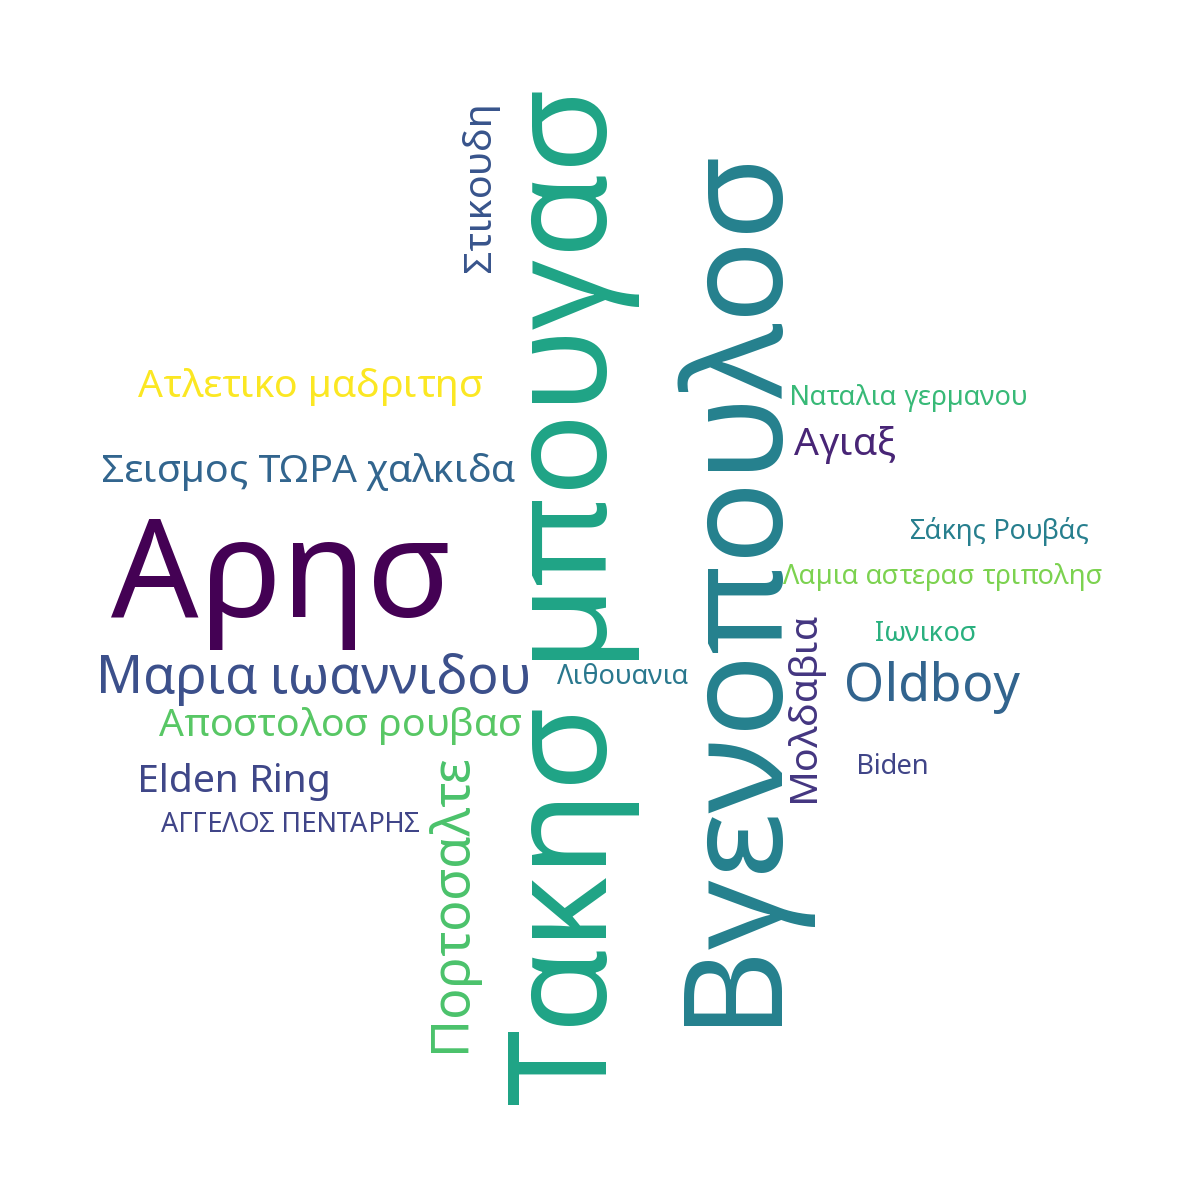 Στικουδη
Τακησ μπουγασ
Βγενοπουλοσ
Ατλετικο μαδριτησ
Ναταλια γερμανου
Αγιαξ
Σεισμος ΤΩΡΑ χαλκιδα
Αρησ
Σάκης Ρουβάς
Λαμια αστερασ τριπολησ
Ιωνικοσ
Μαρια ιωαννιδου
Λιθουανια
Μολδαβια
Oldboy
Αποστολοσ ρουβασ
Elden Ring
Biden
ΑΓΓΕΛΟΣ ΠΕΝΤΑΡΗΣ
Πορτοσαλτε